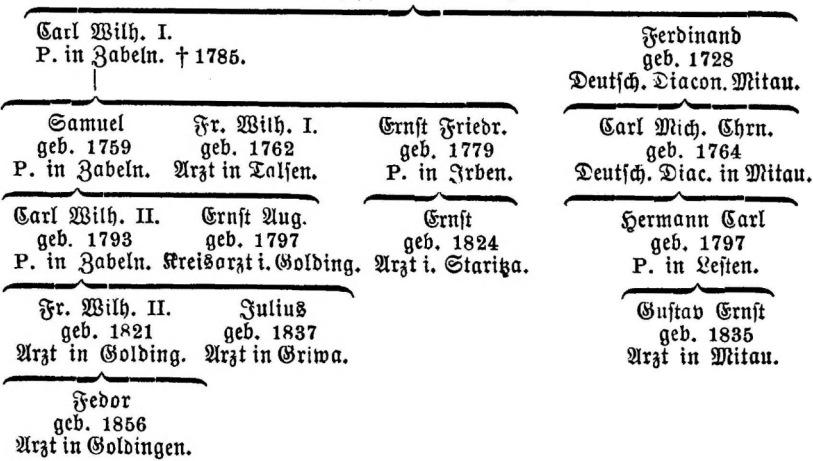 Carl Wilh. I.
P. in Zabeln. † 1785.
Ferdinand
geb. 1728
Deutsch. Diacon. Mitau.
Samuel
geb. 1759
P. in Zabeln.
Fr. Wilh. I.
geb. 1762
Arzt in Talsen.
Ernst Friedr.
geb. 1779
P. in Irben.
Carl Mich. Chrn.
geb. 1764
Deutsch. Diac. in Mitau.
Carl Wilh. II.
geb. 1793
P. in Zabeln.
Ernst Aug.
geb. 1797
Kreisarzt i. Golding.
Ernst
geb. 1824
Arzt i. Staritza.
Hermann Carl
geb. 1797
P. in Lesten.
Fr. Wilh. II.
geb. 1821
Arzt in Golding.
Julius
geb. 1837
Arzt in Griwa.
Gustav Ernst
geb. 1835
Arzt in Mitau.
Fedor
geb. 1856
Arzt in Goldingen.